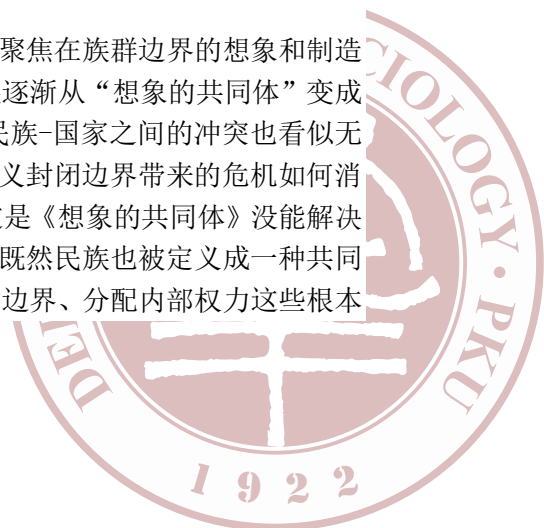 聚焦在族群边界的想象和制造
逐渐从“想象的共同体”变成
民族-国家之间的冲突也看似无
义封闭边界带来的危机如何消
是《想象的共同体》没能解决
既然民族也被定义成一种共同
边界、分配内部权力这些根本
CIOLOGY · PKU
DE
1922